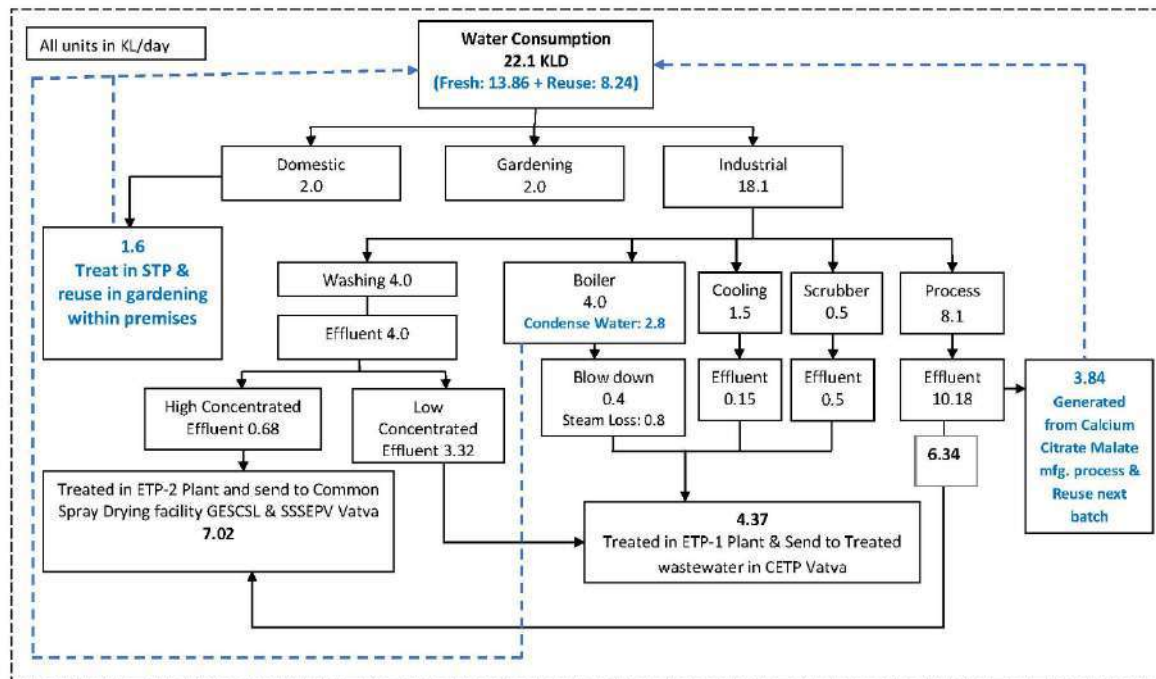 All units in KL/day
Water Consumption
22.1 KLD
(Fresh: 13.86 + Reuse: 8.24)
Domestic
2.0
Gardening
2.0
Industrial
18.1
1.6
Treat in STP &
reuse in gardening
within premises
Washing 4.0
Boiler
4.0
Condense Water: 2.8
Cooling
1.5
Scrubber
0.5
Process
8.1
Effluent 4.0
Blow down
0.4
Steam Loss: 0.8
Effluent
0.15
Effluent
0.5
Effluent
10.18
3.84
Generated
from Calcium
Citrate Malate
mfg. process &
Reuse next
batch
High Concentrated
Effluent 0.68
Low
Concentrated
Effluent 3.32
6.34
Treated in ETP-2 Plant and send to Common
Spray Drying facility GESCSL & SSSEPV Vatva
7.02
4.37
Treated in ETP-1 Plant & Send to Treated
wastewater in CETP Vatva